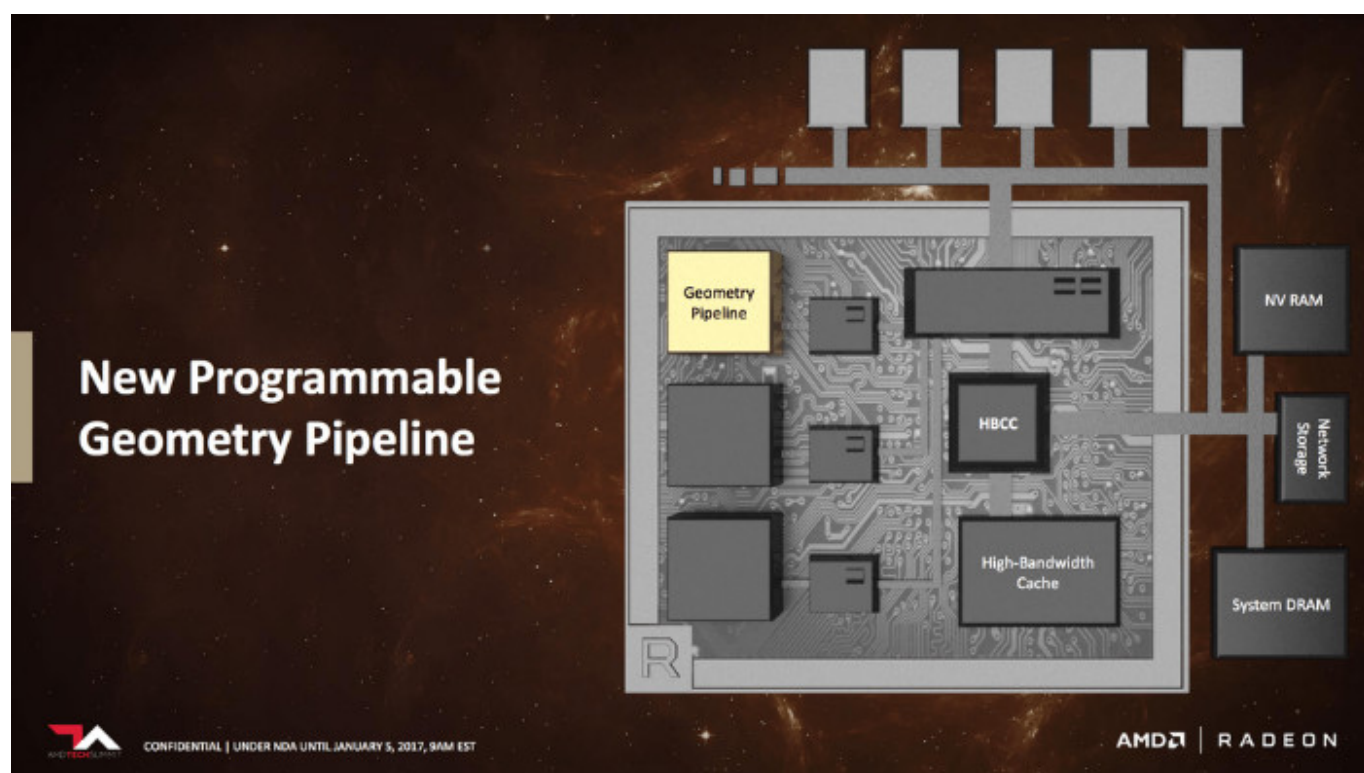 New Programmable
Geometry Pipeline
Geometry
Pipeline
HBCC
High-Bandwidth
Cache
NV RAM
Network
Storage
System DRAM
R
AMDTECHSUMMIT
CONFIDENTIAL | UNDER NDA UNTIL JANUARY 5, 2017, 9AM EST
AMD | RADEON